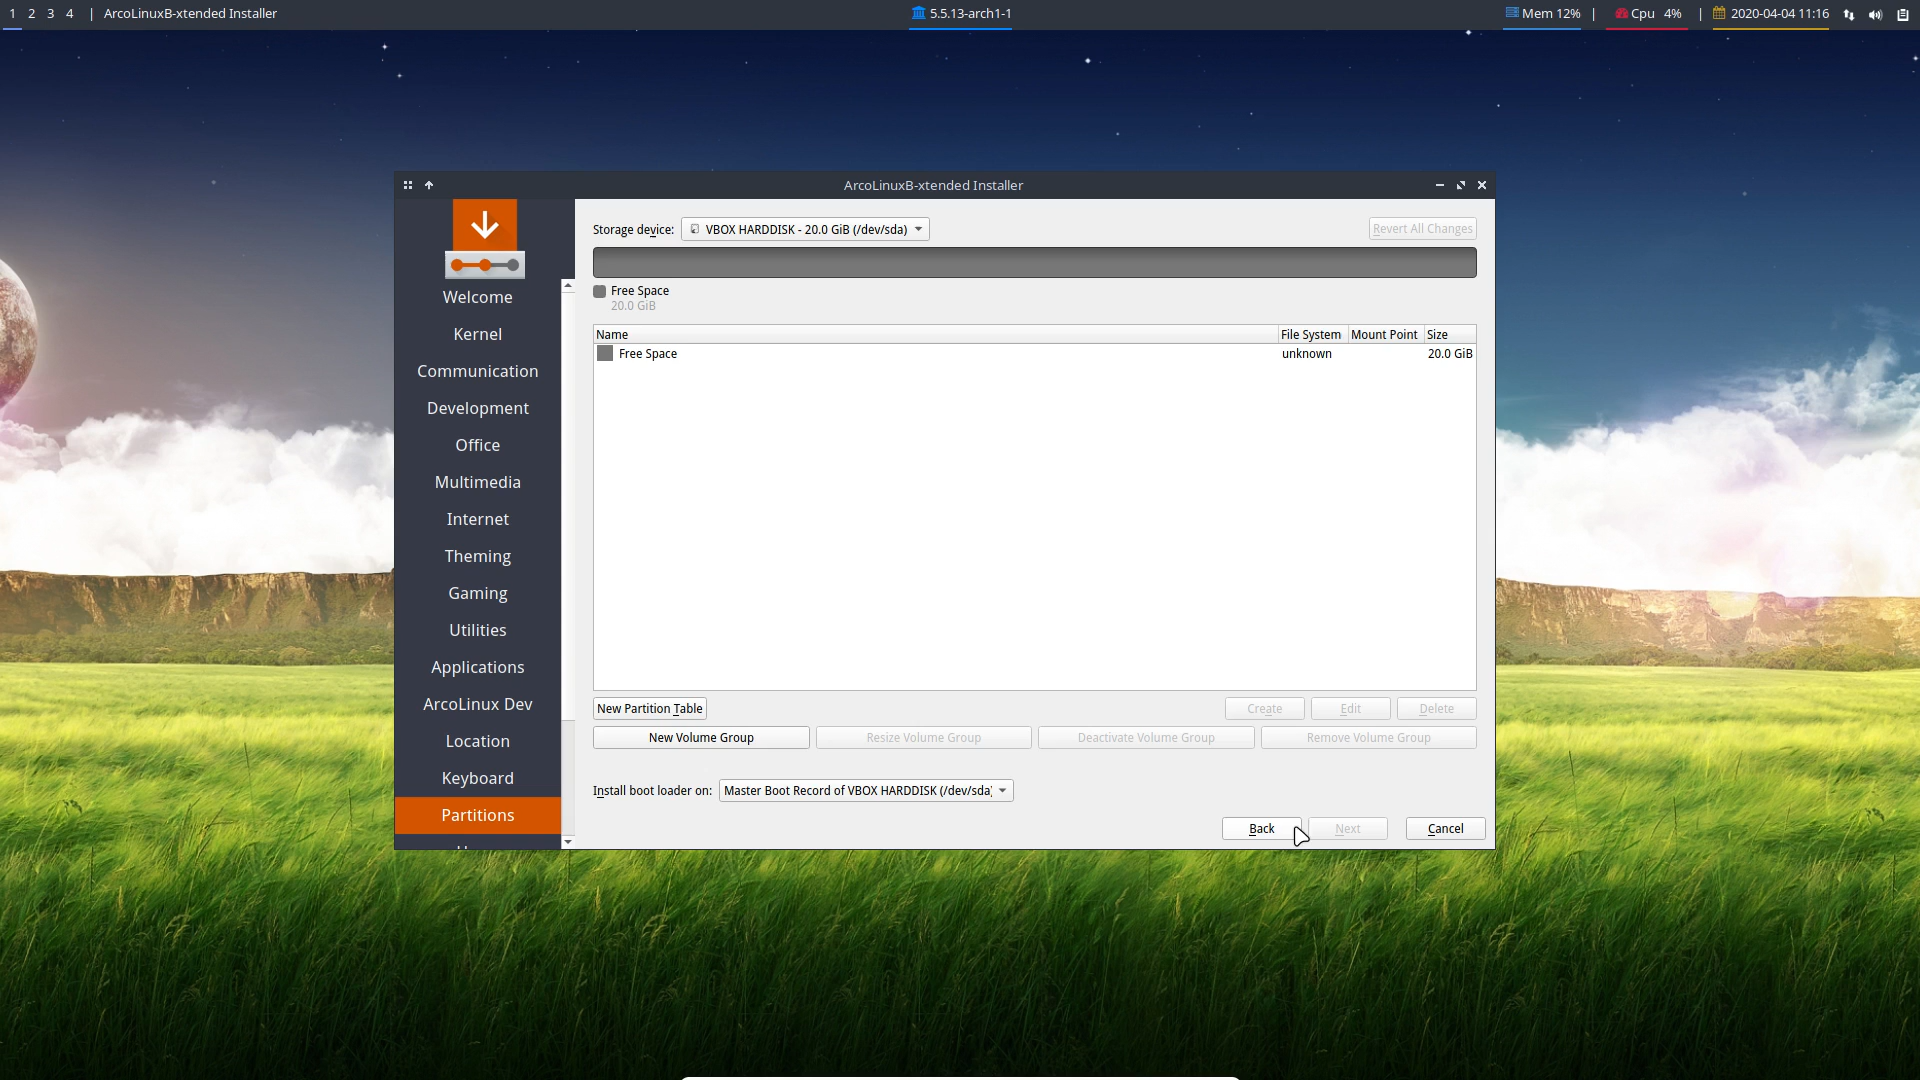 1 2 3 4 | ArcoLinuxB-xtended Installer
5.5.13-arch1-1
Mem 12% | Cpu 4% | 2020-04-04 11:16
ArcoLinuxB-xtended Installer
Welcome
Kernel
Communication
Development
Office
Multimedia
Internet
Theming
Gaming
Utilities
Applications
ArcoLinux Dev
Location
Keyboard
Partitions
Storage device: VBOX HARDDISK - 20.0 GiB (/dev/sda)
Revert All Changes
Free Space
20.0 GiB
Name File System Mount Point Size
Free Space unknown 20.0 GiB
New Partition Table Create Edit Delete
New Volume Group Resize Volume Group Deactivate Volume Group Remove Volume Group
Install boot loader on: Master Boot Record of VBOX HARDDISK (/dev/sda)
Back Next Cancel